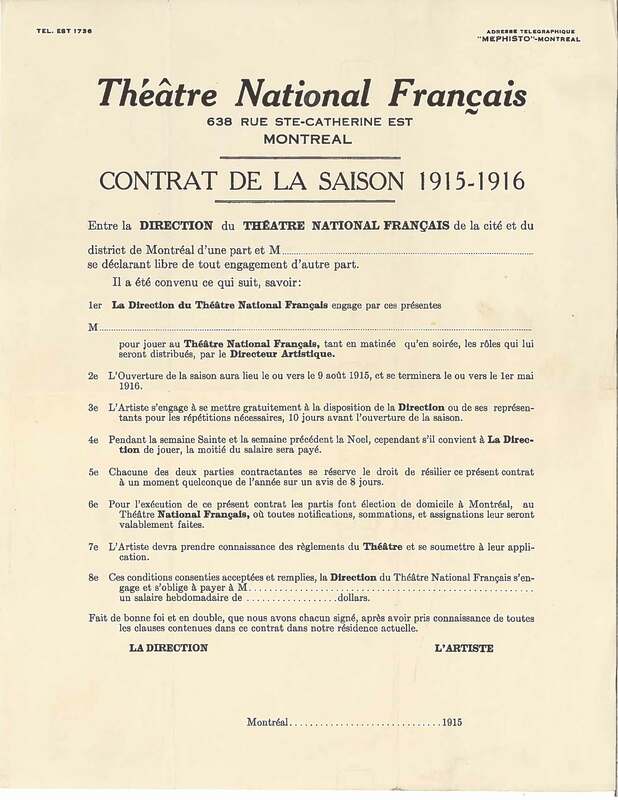 TEL. EST 1736
ADRESSE TELEGRAPHIQUE
"MEPHISTO"-MONTREAL
Théâtre National Français
638 RUE STE-CATHERINE EST
MONTREAL
CONTRAT DE LA SAISON 1915-1916
Entre la DIRECTION du THÉATRE NATIONAL FRANÇAIS de la cité et du
district de Montréal d'une part et M........................................
se déclarant libre de tout engagement d'autre part.
Il a été convenu ce qui suit, savoir:
1er La Direction du Théâtre National Français engage par ces présentes
M........................................
pour jouer au Théâtre National Français, tant en matinée qu'en soirée, les rôles qui lui
seront distribués, par le Directeur Artistique.
2e L'Ouverture de la saison aura lieu le ou vers le 9 août 1915, et se terminera le ou vers le 1er mai
1916.
3e L'Artiste s'engage à se mettre gratuitement à la disposition de la Direction ou de ses représen-
tants pour les répétitions nécessaires, 10 jours avant l'ouverture de la saison.
4e Pendant la semaine Sainte et la semaine précédent la Noel, cependant s'il convient à La Direc-
tion de jouer, la moitié du salaire sera payé.
5e Chacune des deux parties contractantes se réserve le droit de résilier ce présent contrat
à un moment quelconque de l'année sur un avis de 8 jours.
6e Pour l'exécution de ce présent contrat les partis font élection de domicile à Montréal, au
Théâtre National Français, où toutes notifications, sommations, et assignations leur seront
valablement faites.
7e L'Artiste devra prendre connaissance des règlements du Théâtre et se soumettre à leur appli-
cation.
8e Ces conditions consenties acceptées et remplies, la Direction du Théâtre National Français s'en-
gage et s'oblige à payer à M........................................
un salaire hebdomadaire de ..................dollars.
Fait de bonne foi et en double, que nous avons chacun signé, après avoir pris connaissance de toutes
les clauses contenues dans ce contrat dans notre résidence actuelle.
LA DIRECTION
L'ARTISTE
Montréal.............................1915